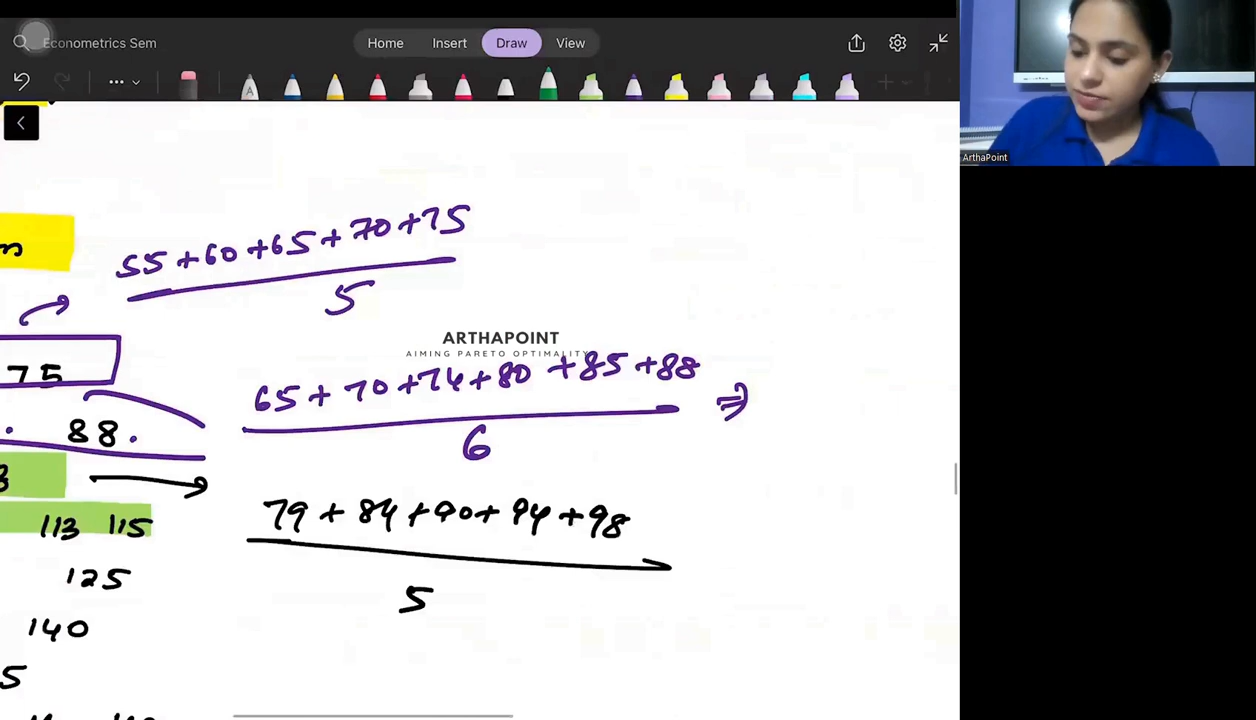 Econometrics Sem
Home Insert Draw View
A
ArthaPoint
55+60+65+70+75
5
75
ARTHAPOINT
AIMING PARETO OPTIMALITY
65+70+74+80+85+88 ⇒
6
88
79+84+90+94+98
5
113 115
125
140
5